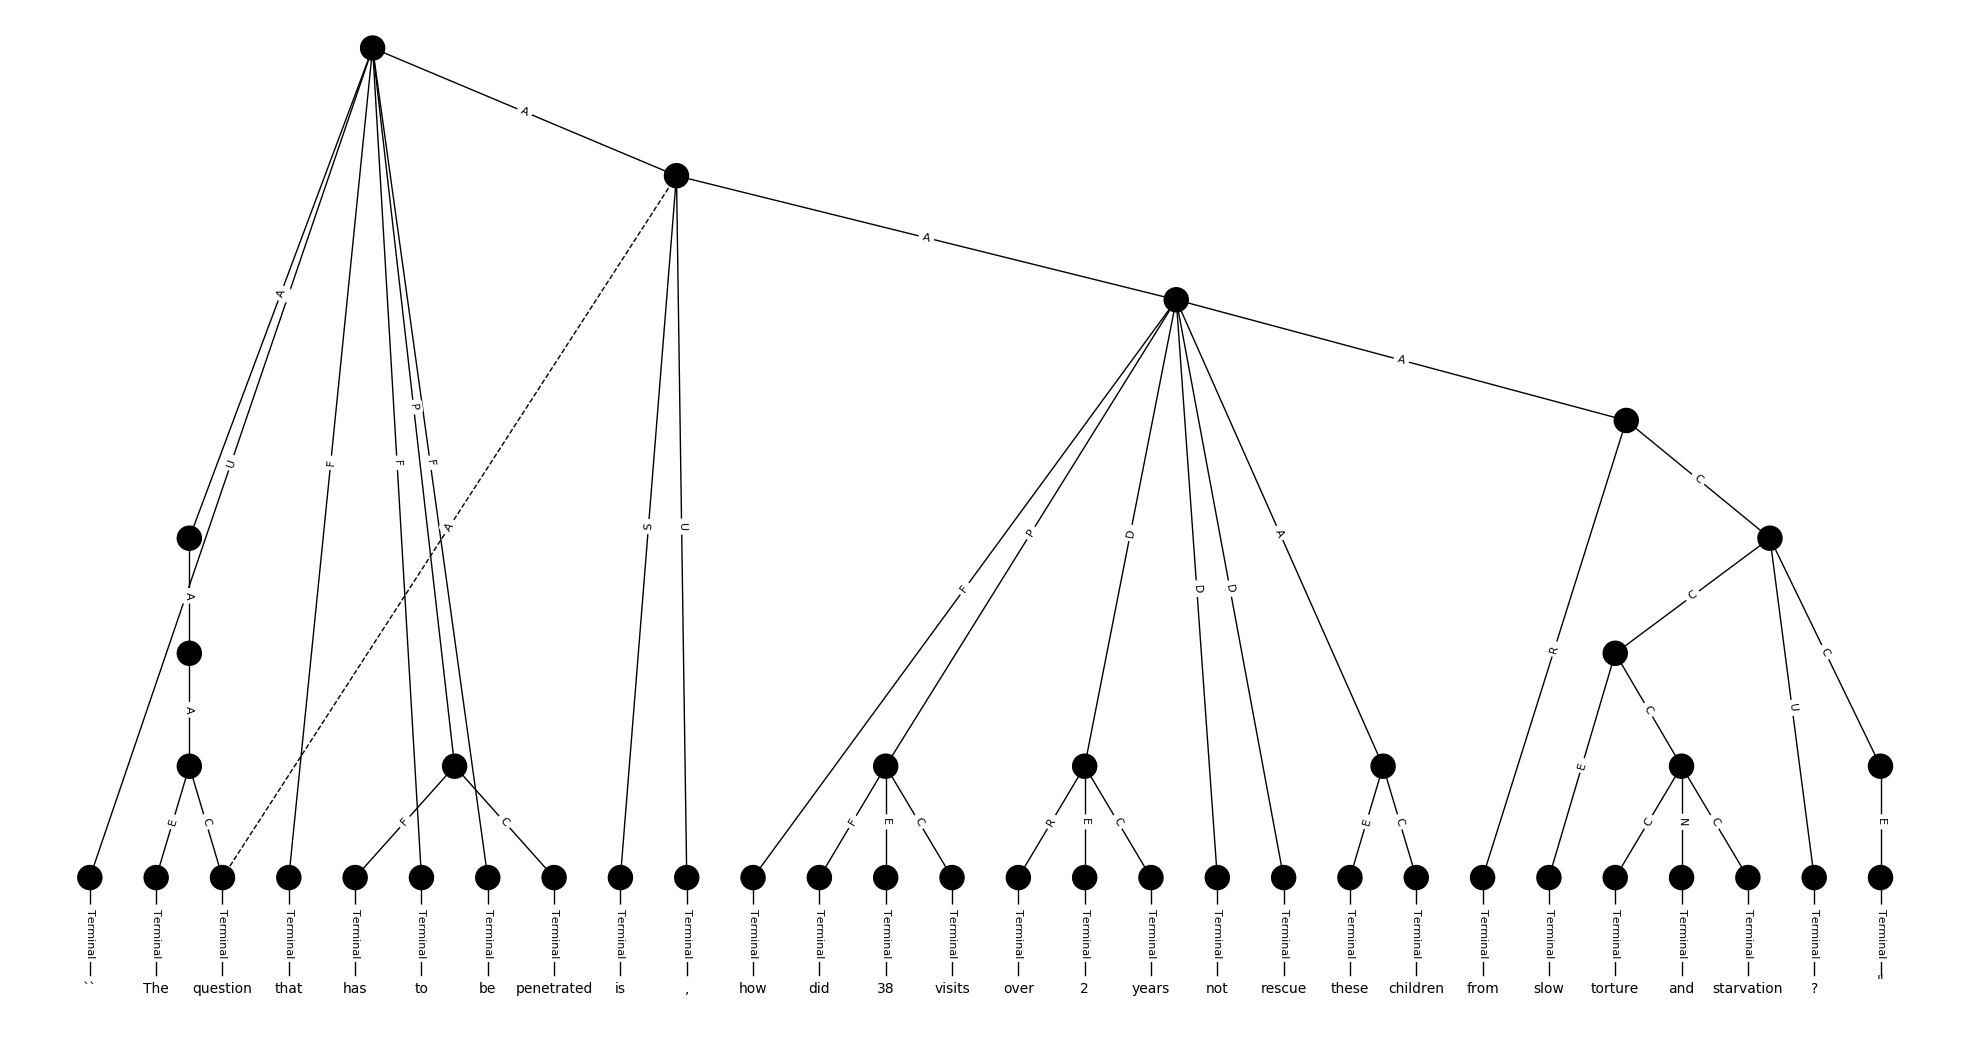 A
A
A
A
A
U
P
F
F
F
C
A
S
U
A
P
D
F
D
D
C
A
R
C
A
C
U
E
E
C
F
C
F
E
C
R
E
C
E
C
C
N
C
E
Terminal Terminal Terminal Terminal Terminal Terminal Terminal Terminal Terminal Terminal Terminal Terminal Terminal Terminal Terminal Terminal Terminal Terminal Terminal Terminal Terminal Terminal Terminal Terminal Terminal Terminal Terminal Terminal
`` The question that has to be penetrated is , how did 38 visits over 2 years not rescue these children from slow torture and starvation ? "